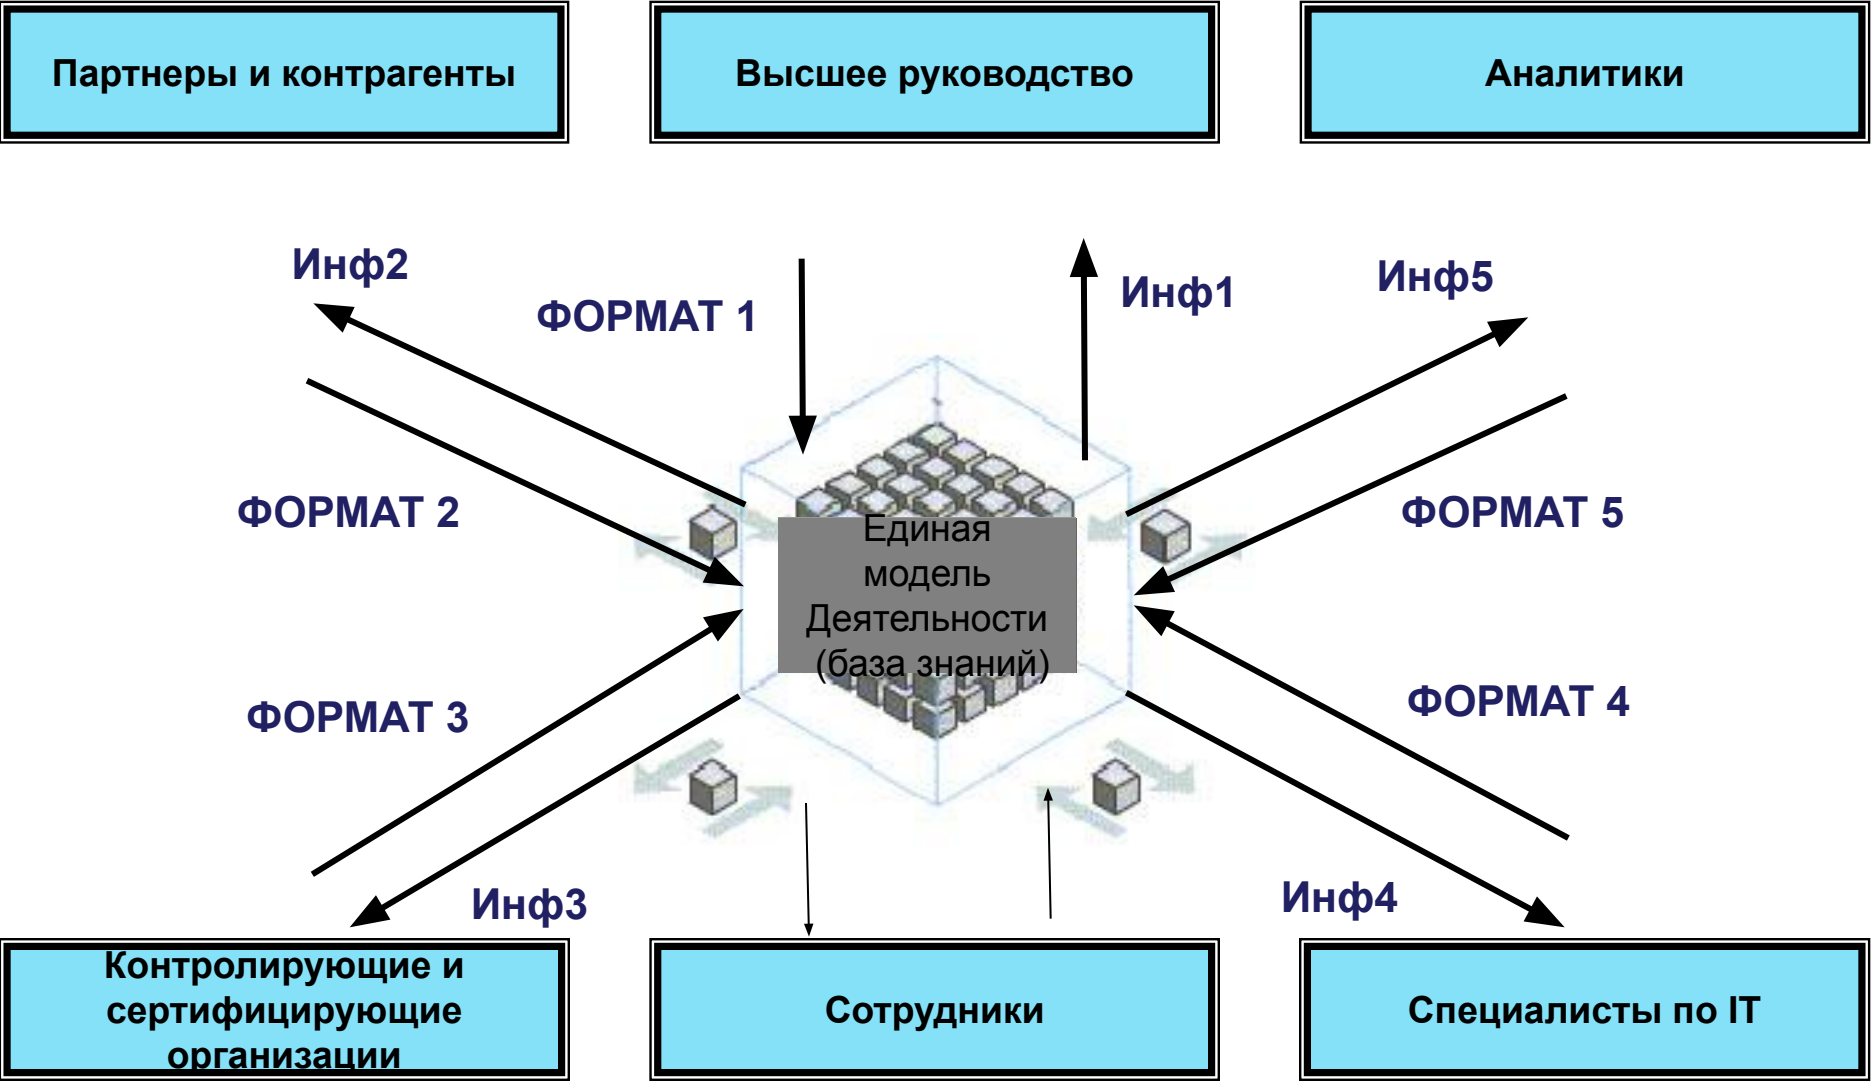 Партнеры и контрагенты
Высшее руководство
Аналитики
Инф2
ФОРМАТ 1
Инф1
Инф5
ФОРМАТ 2
ФОРМАТ 5
Единая
модель
Деятельности
(база знаний)
ФОРМАТ 3
ФОРМАТ 4
Инф3
Инф4
Контролирующие и
сертифицирующие
организации
Сотрудники
Специалисты по IT